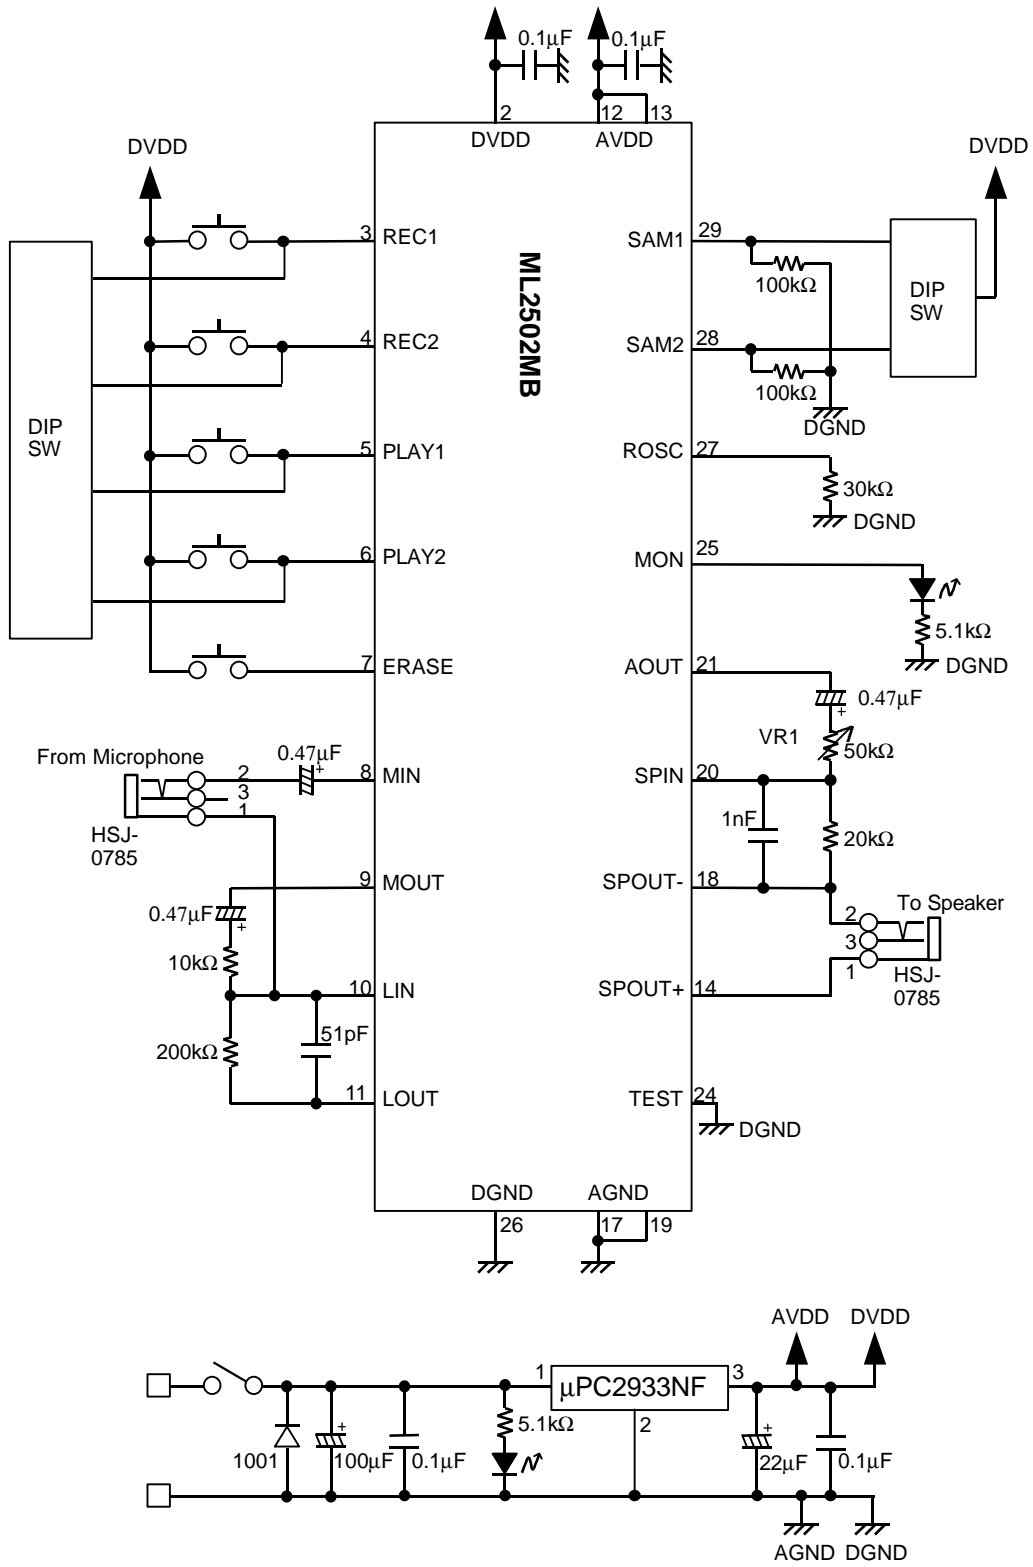 0.1μF
0.1μF
2
12
13
DVDD
AVDD
DVDD
DVDD
ML2502MB
3
REC1
SAM1
29
100kΩ
DIP
SW
4
REC2
SAM2
28
100kΩ
DGND
DIP
SW
5
PLAY1
ROSC
27
30kΩ
DGND
6
PLAY2
MON
25
5.1kΩ
DGND
7
ERASE
AOUT
21
0.47μF
+
VR1
50kΩ
From Microphone
0.47μF
+
2
3
1
HSJ-
0785
8
MIN
SPIN
20
1nF
20kΩ
9
MOUT
SPOUT-
18
0.47μF
+
10kΩ
To Speaker
2
3
1
HSJ-
0785
10
LIN
SPOUT+
14
51pF
200kΩ
11
LOUT
TEST
24
DGND
DGND
AGND
26
17
19
AVDD
DVDD
1
μPC2933NF
3
2
1001
+
100μF
0.1μF
5.1kΩ
+
22μF
0.1μF
AGND
DGND